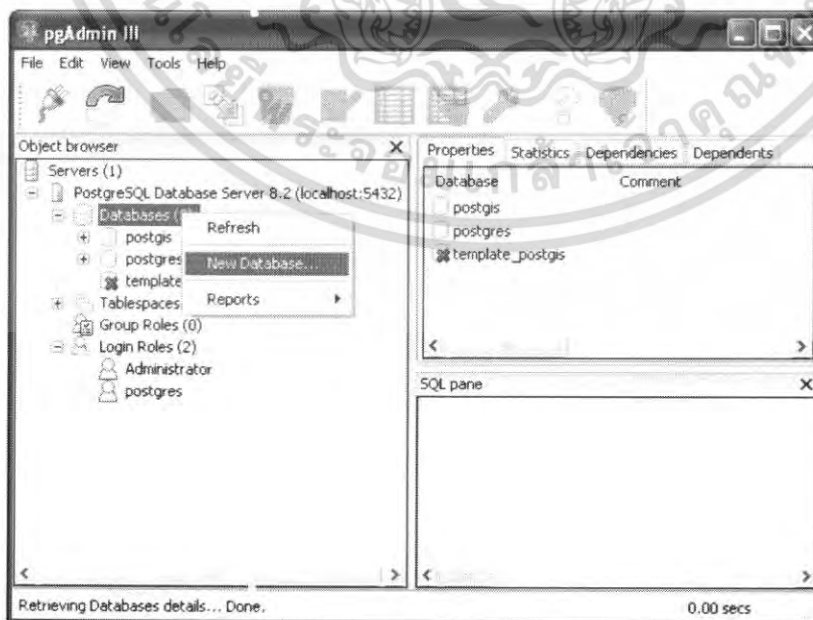 pgAdmin III
File Edit View Tools Help
Object browser
Servers (1)
PostgreSQL Database Server 8.2 (localhost:5432)
Databases
postgis
postgres
template
Tablespaces
Group Roles (0)
Login Roles (2)
Administrator
postgres
Refresh
New Database...
Reports
Properties Statistics Dependencies Dependents
Database Comment
postgis
postgres
template_postgis
SQL pane
Retrieving Databases details... Done.
0.00 secs